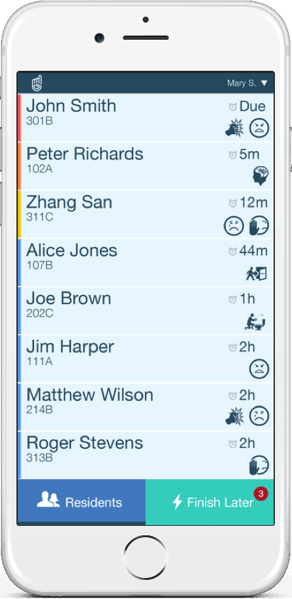 Mary S. ▼
John Smith Due
301B
Peter Richards 5m
102A
Zhang San 12m
311C
Alice Jones 44m
107B
Joe Brown 1h
202C
Jim Harper 2h
111A
Matthew Wilson 2h
214B
Roger Stevens 2h
313B
Residents Finish Later 3